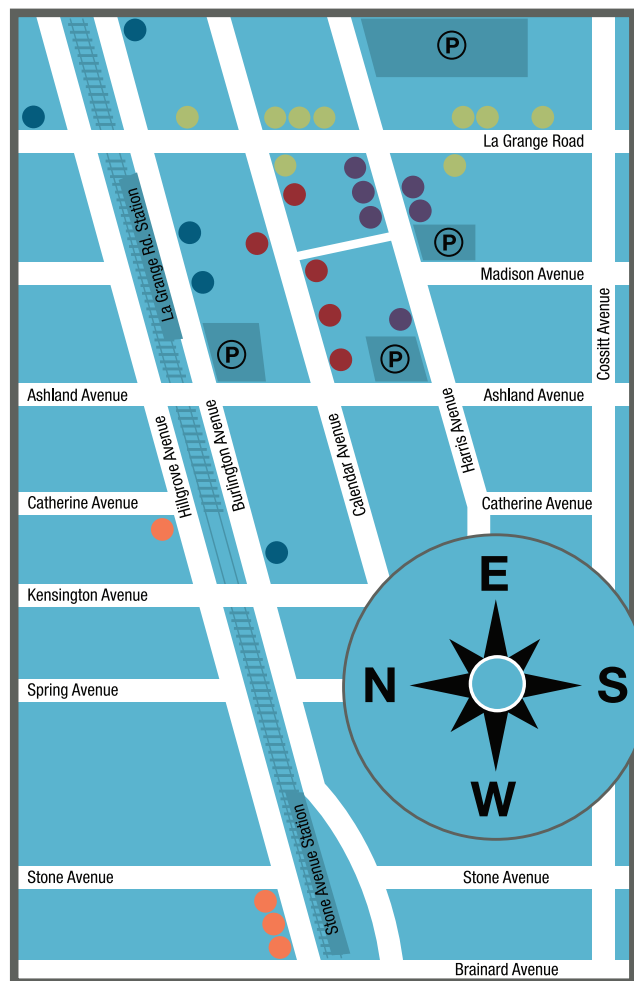 P
La Grange Road
La Grange Rd. Station
P
Madison Avenue
Cossitt Avenue
P
P
Ashland Avenue
Ashland Avenue
Hillgrove Avenue
Burlington Avenue
Calendar Avenue
Harris Avenue
Catherine Avenue
Catherine Avenue
E
Kensington Avenue
N
S
Spring Avenue
W
Stone Avenue Station
Stone Avenue
Stone Avenue
Brainard Avenue